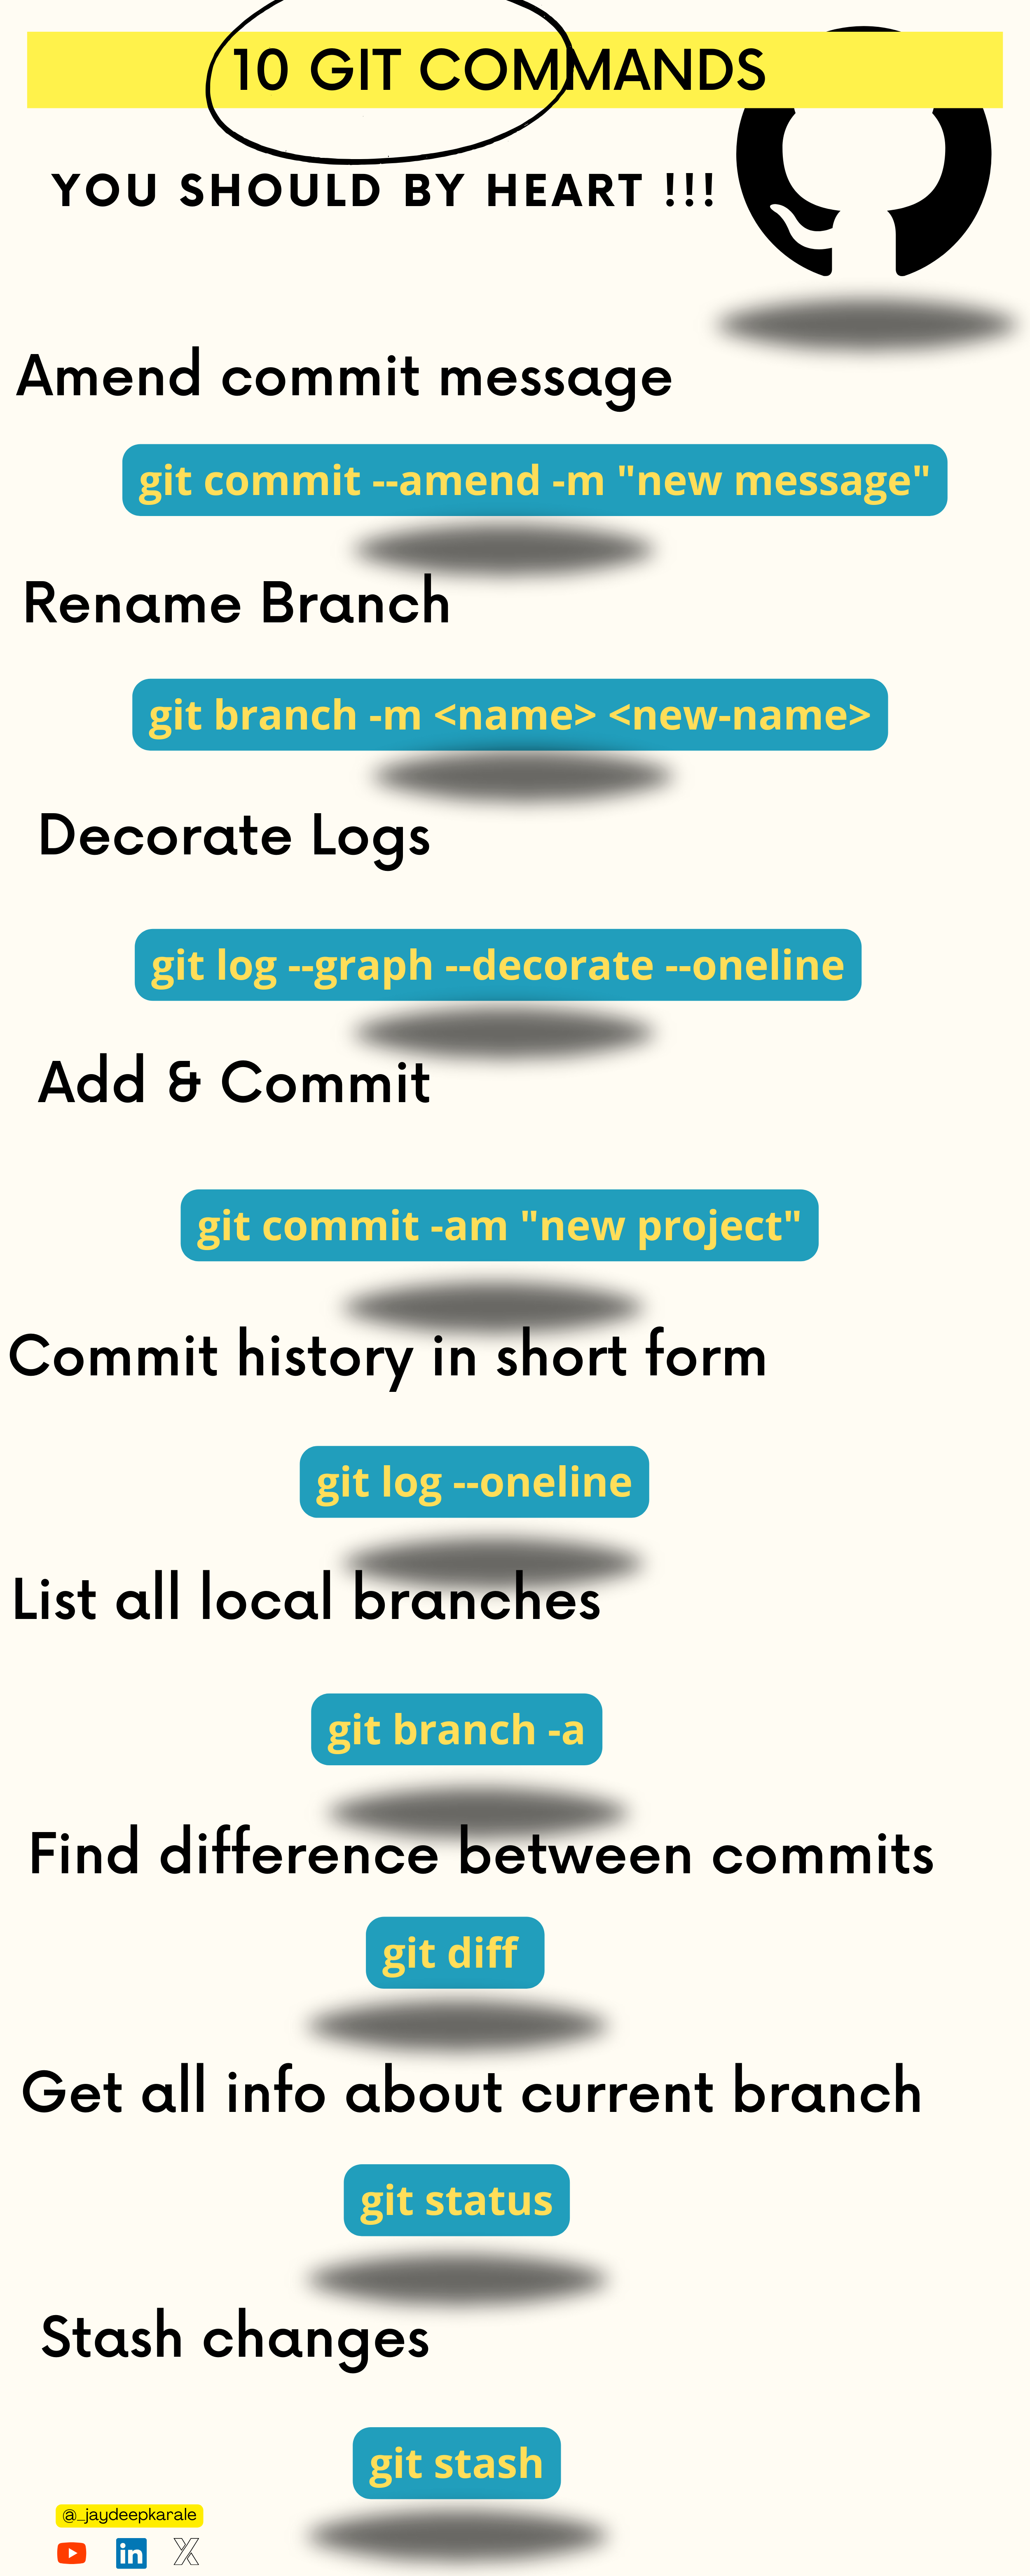 10 GIT COMMANDS
YOU SHOULD BY HEART !!!
Amend commit message
git commit --amend -m "new message"
Rename Branch
git branch -m <name> <new-name>
Decorate Logs
git log --graph --decorate --oneline
Add & Commit
git commit -am "new project"
Commit history in short form
git log --oneline
List all local branches
git branch -a
Find difference between commits
git diff
Get all info about current branch
git status
Stash changes
git stash
@_jaydeepkarale
in X